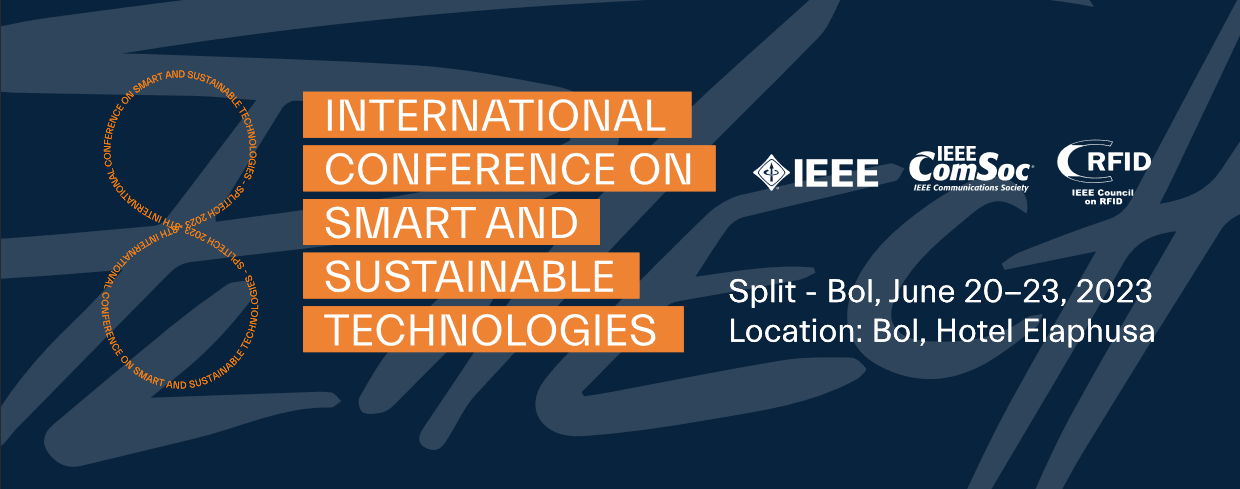 8TH INTERNATIONAL CONFERENCE ON SMART AND SUSTAINABLE TECHNOLOGIES - SPLITECH 2023 -
8TH INTERNATIONAL CONFERENCE ON SMART AND SUSTAINABLE TECHNOLOGIES - SPLITECH 2023 -
INTERNATIONAL
CONFERENCE ON
SMART AND
SUSTAINABLE
TECHNOLOGIES
IEEE
IEEE
ComSoc
IEEE Communications Society
CRFID
IEEE Council
on RFID
Split - Bol, June 20–23, 2023
Location: Bol, Hotel Elaphusa